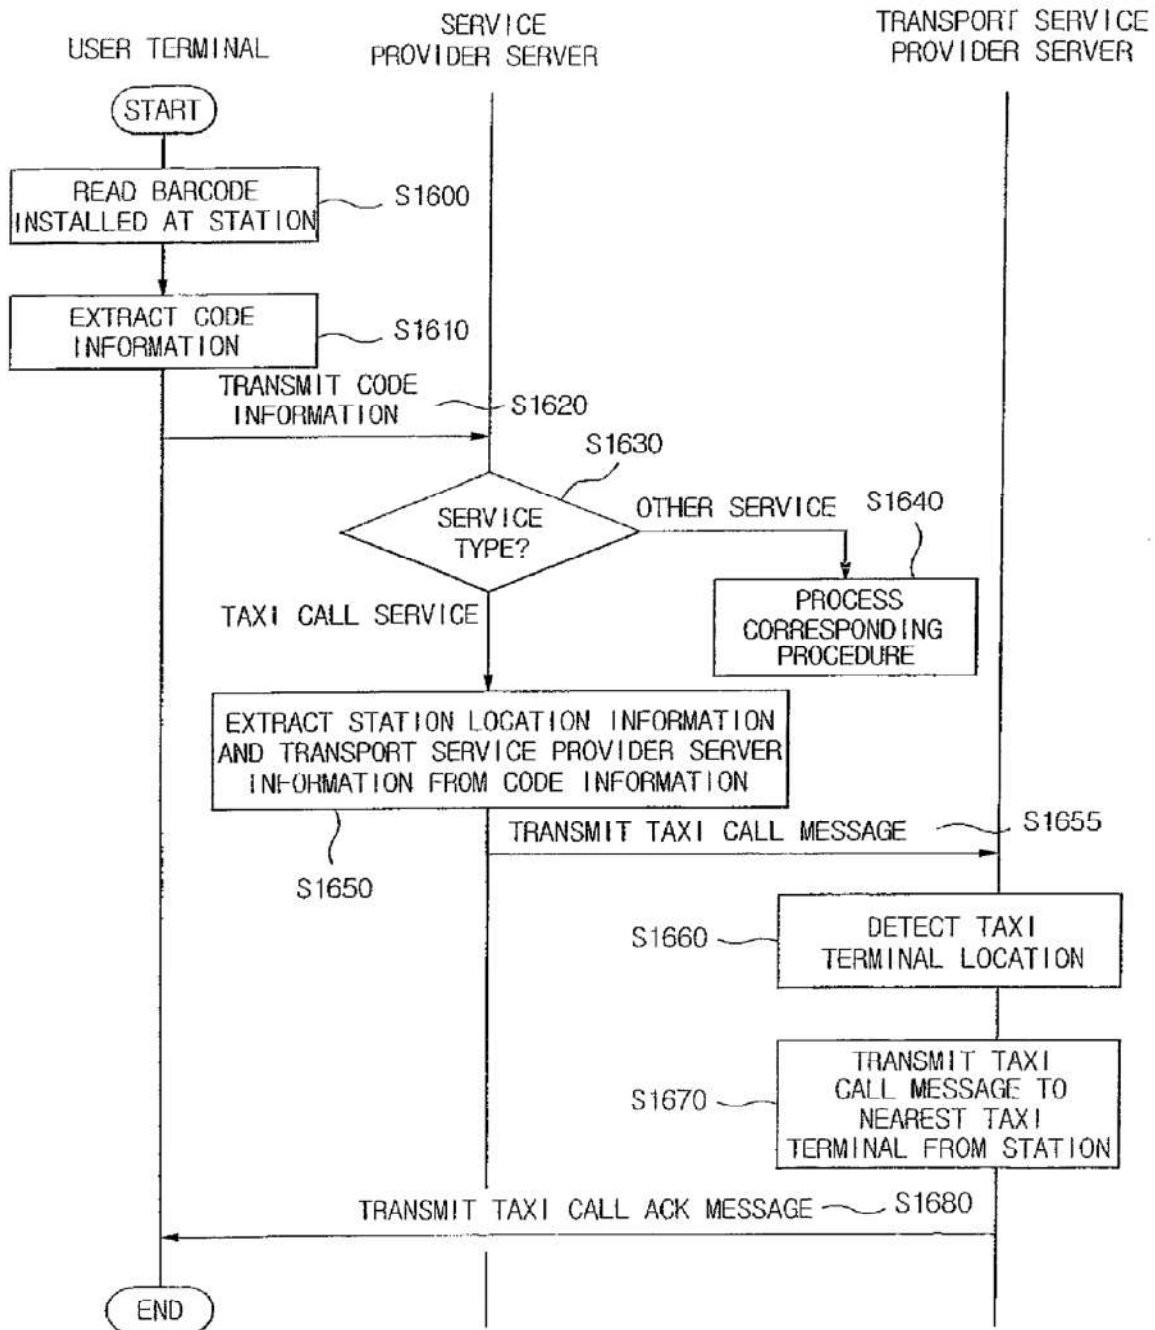 USER TERMINAL
SERVICE
PROVIDER SERVER
TRANSPORT SERVICE
PROVIDER SERVER
START
READ BARCODE
INSTALLED AT STATION
S1600
EXTRACT CODE
INFORMATION
S1610
TRANSMIT CODE
INFORMATION
S1620
S1630
SERVICE
TYPE?
OTHER SERVICE
S1640
PROCESS
CORRESPONDING
PROCEDURE
TAXI CALL SERVICE
EXTRACT STATION LOCATION INFORMATION
AND TRANSPORT SERVICE PROVIDER SERVER
INFORMATION FROM CODE INFORMATION
S1650
TRANSMIT TAXI CALL MESSAGE
S1655
S1660
DETECT TAXI
TERMINAL LOCATION
S1670
TRANSMIT TAXI
CALL MESSAGE TO
NEAREST TAXI
TERMINAL FROM STATION
TRANSMIT TAXI CALL ACK MESSAGE
S1680
END